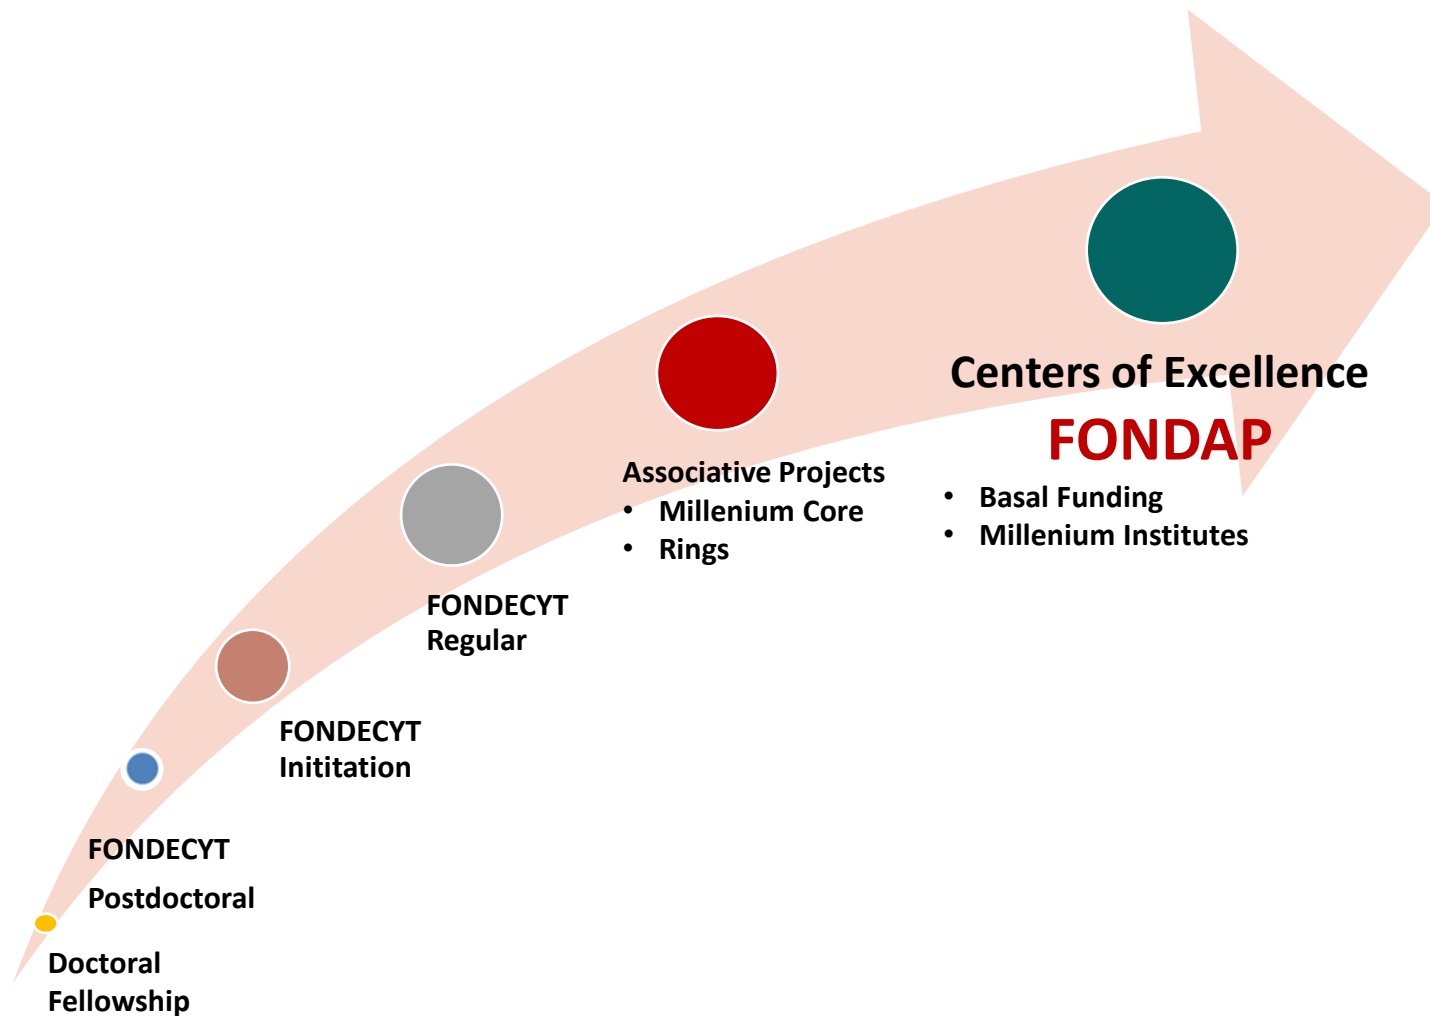 Centers of Excellence
FONDAP
• Basal Funding
• Millenium Institutes
Associative Projects
• Millenium Core
• Rings
FONDECYT
Regular
FONDECYT
Inititation
FONDECYT
Postdoctoral
Doctoral
Fellowship